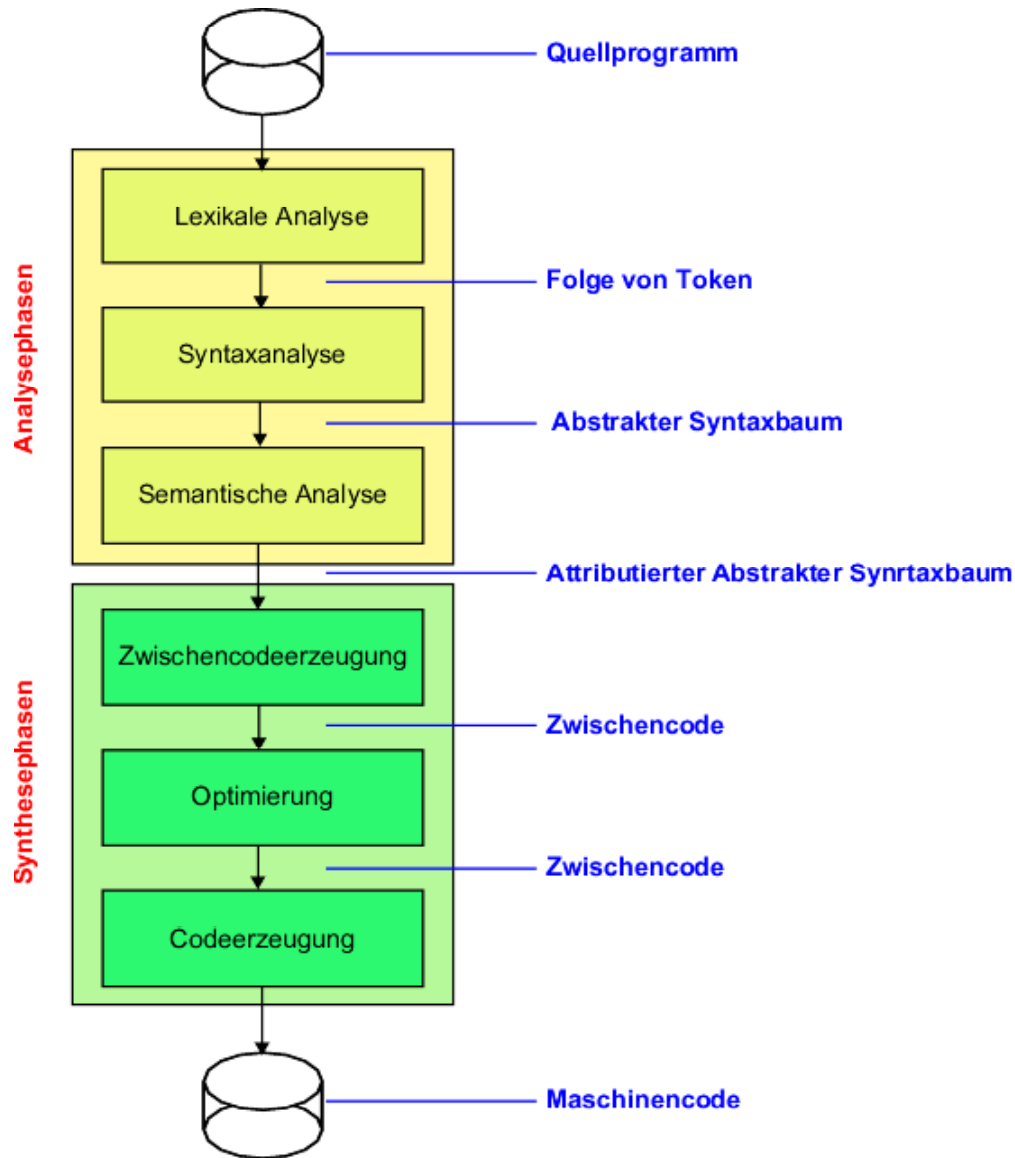 Quellprogramm
Analysephasen
Lexikale Analyse
Folge von Token
Syntaxanalyse
Abstrakter Syntaxbaum
Semantische Analyse
Attributierter Abstrakter Synrtaxbaum
Synthesephasen
Zwischencodeerzeugung
Zwischencode
Optimierung
Zwischencode
Codeerzeugung
Maschinencode